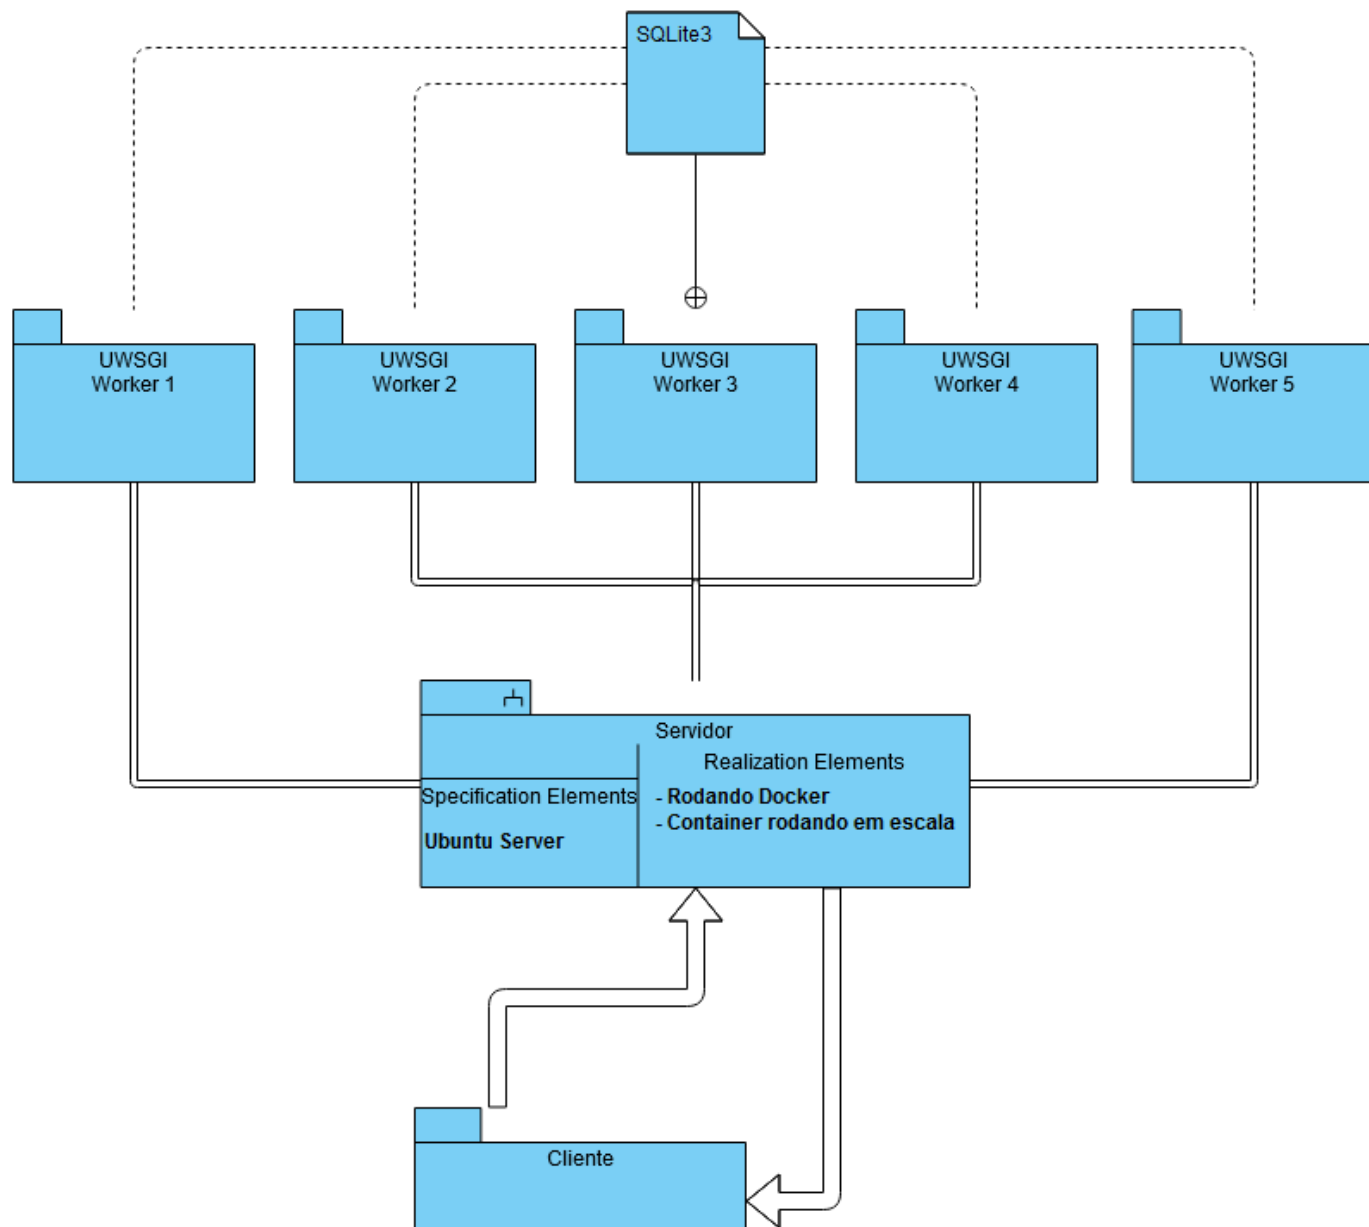 SQLite3
UWSGI
Worker 1
UWSGI
Worker 2
UWSGI
Worker 3
UWSGI
Worker 4
UWSGI
Worker 5
Servidor
Specification Elements
Ubuntu Server
Realization Elements
- Rodando Docker
- Container rodando em escala
Cliente